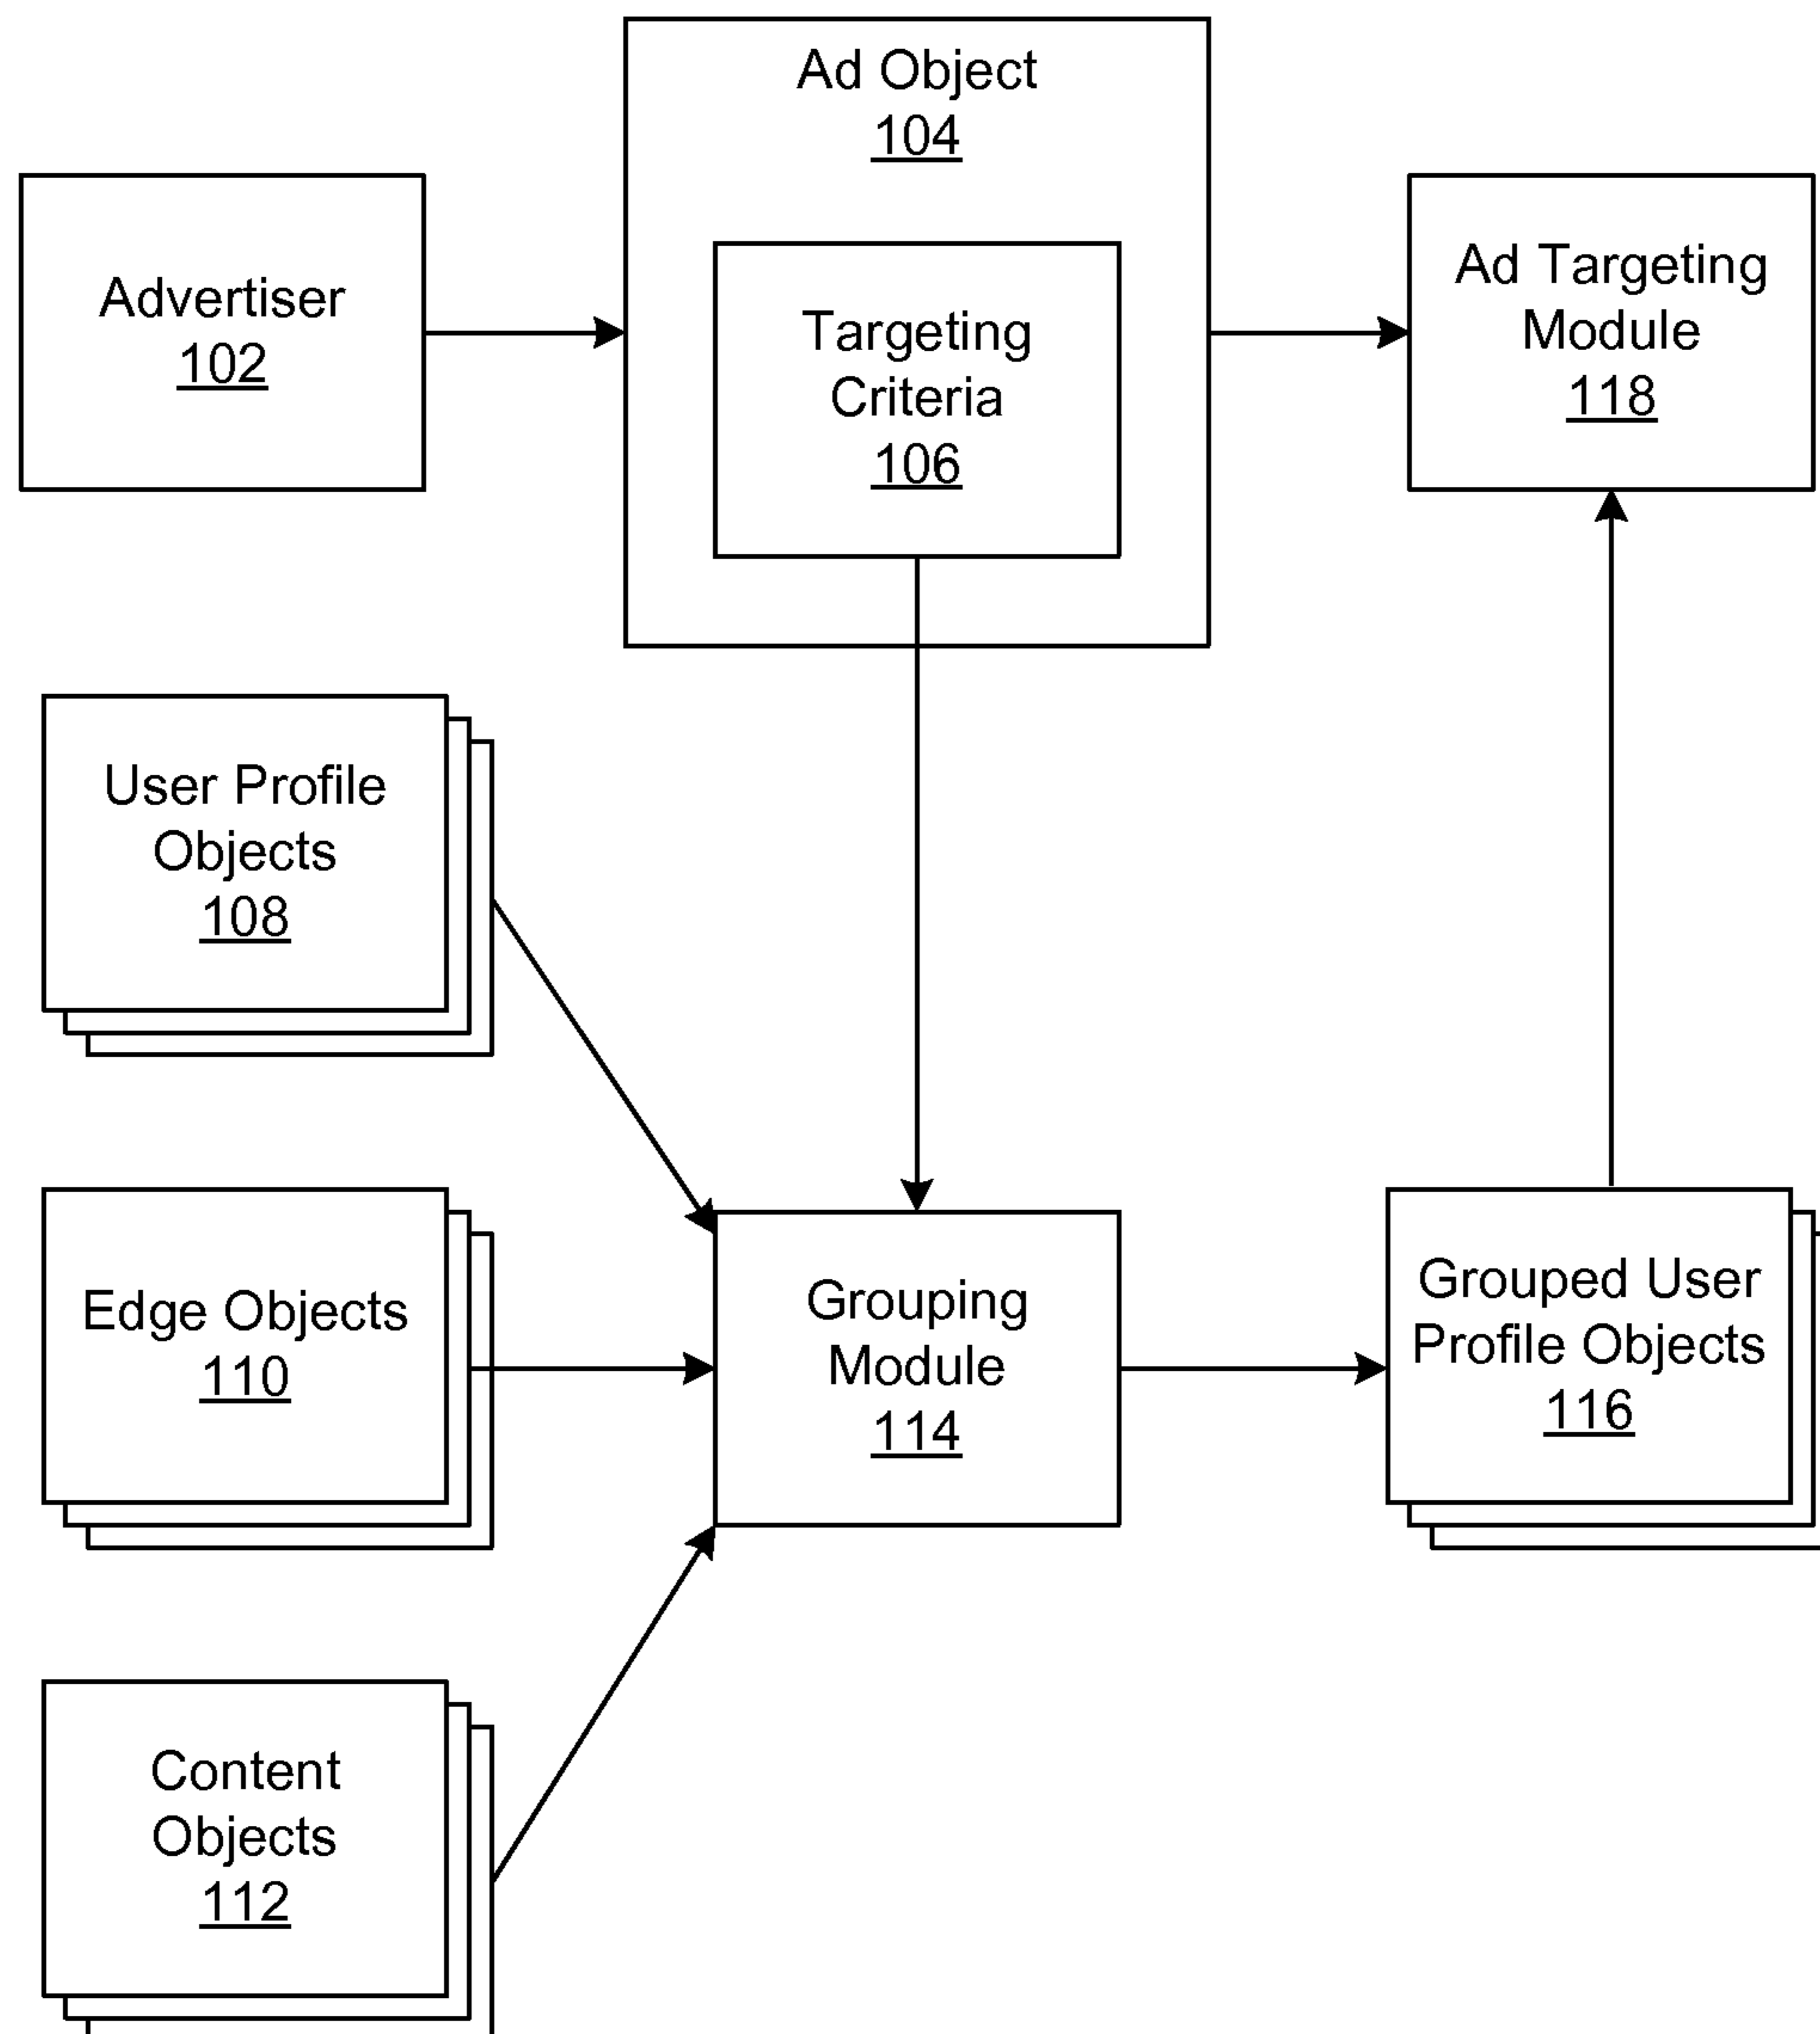 Ad Object
104
Advertiser
102
Targeting
Criteria
106
Ad Targeting
Module
118
User Profile
Objects
108
Edge Objects
110
Grouping
Module
114
Grouped User
Profile Objects
116
Content
Objects
112